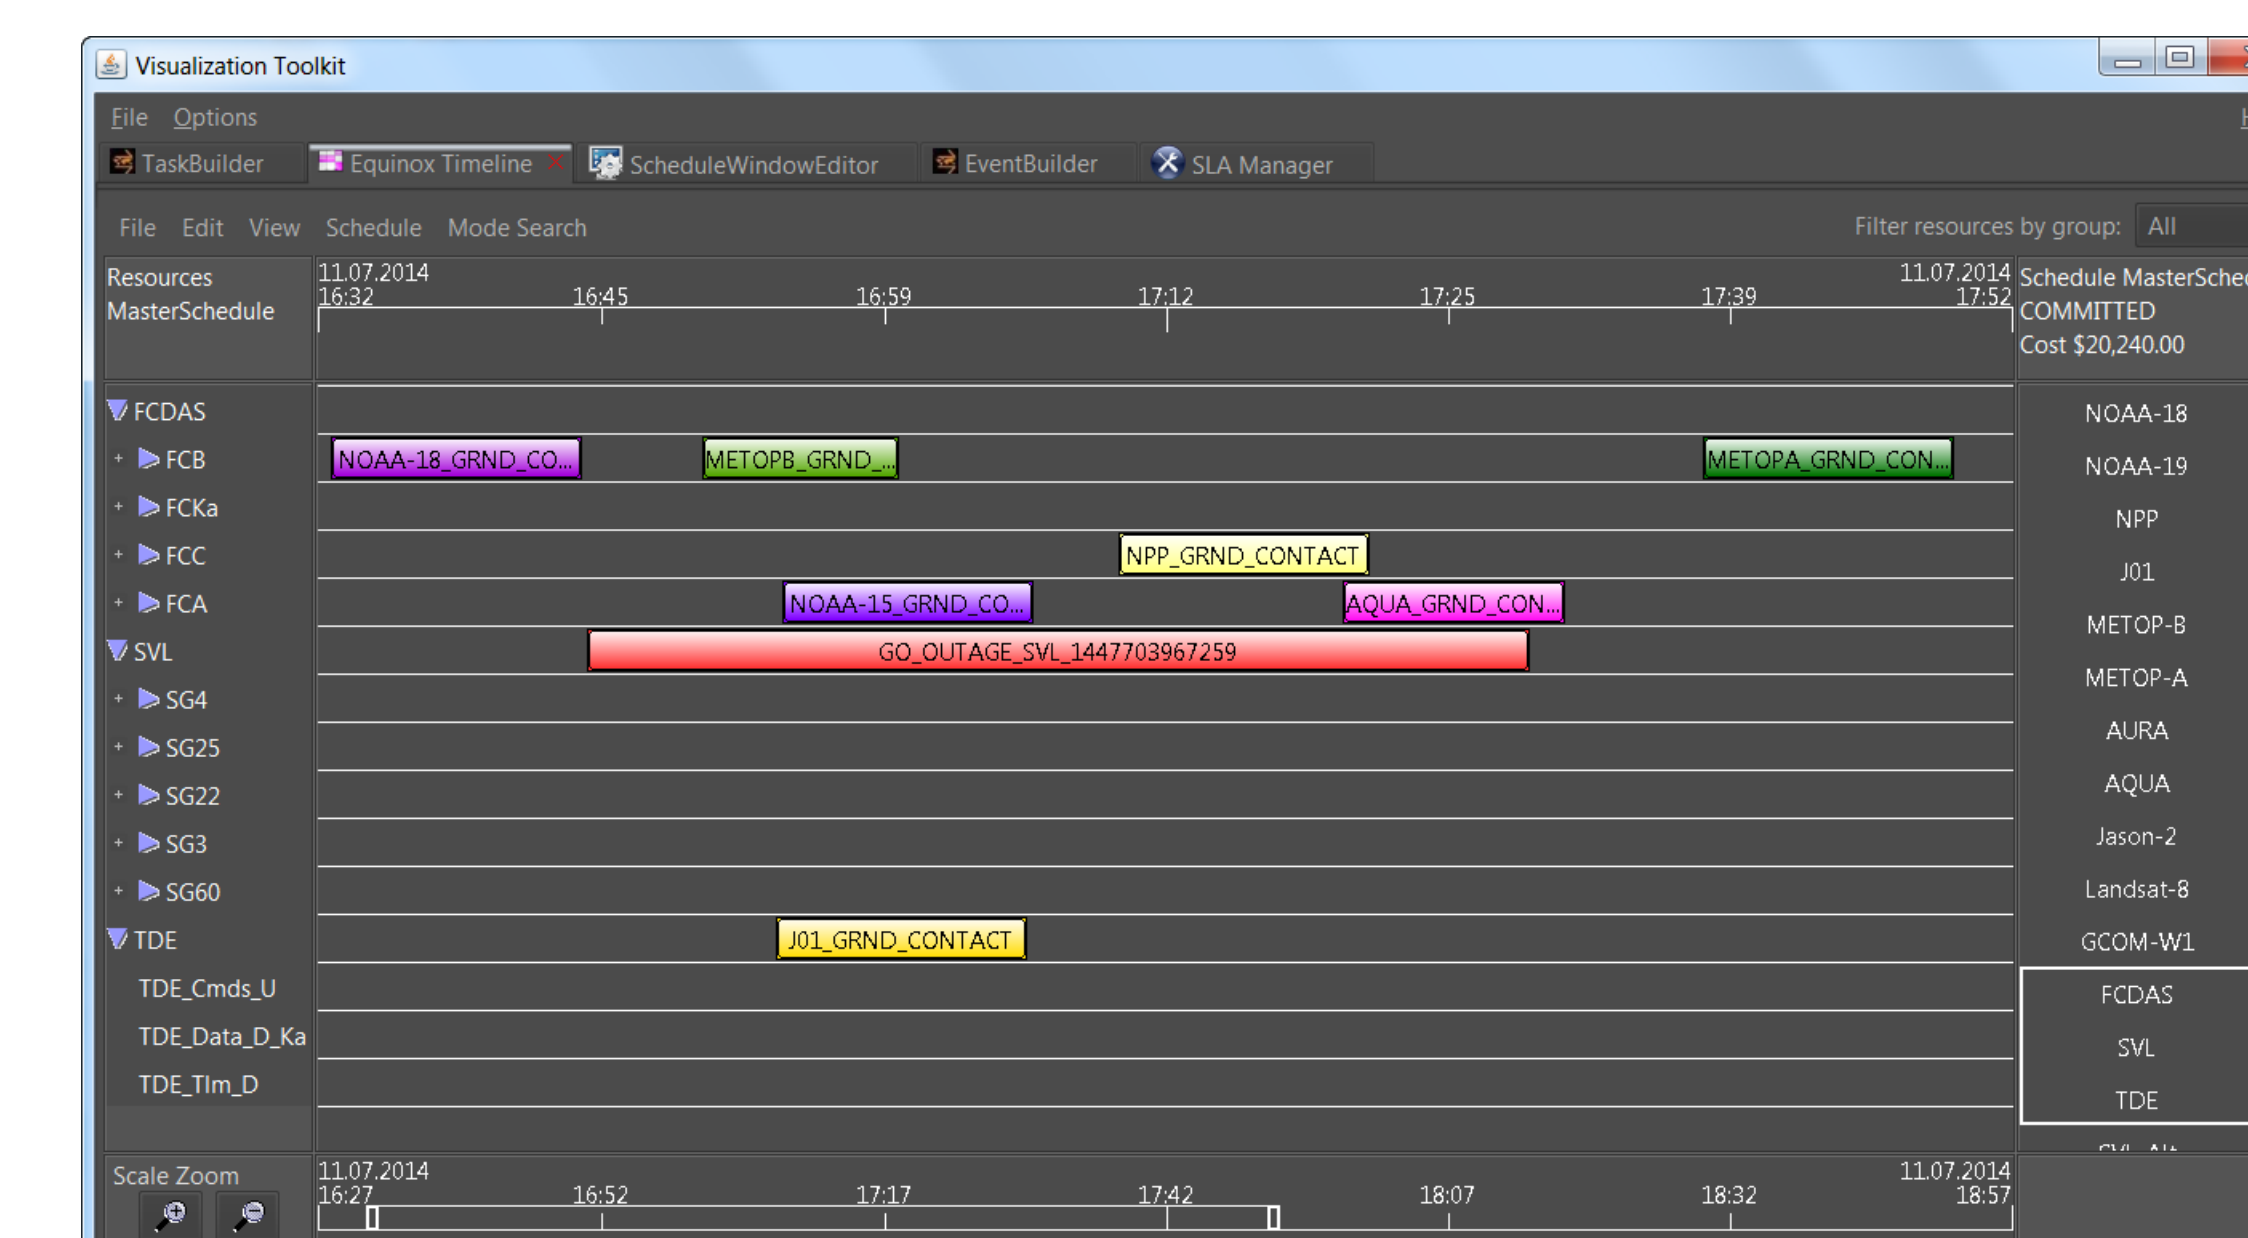 Visualization Toolkit
File Options
TaskBuilder Equinox Timeline ScheduleWindowEditor EventBuilder SLA Manager
File Edit View Schedule Mode Search Filter resources by group: All
Resources
MasterSchedule
11.07.2014 11.07.2014
16:32 16:45 16:59 17:12 17:25 17:39 17:52
Schedule MasterSche
COMMITTED
Cost $20,240.00
FCDAS
FCB NOAA-18_GRND_CO... METOPB_GRND_... METOPA_GRND_CON...
FCKa
FCC NPP_GRND_CONTACT
FCA NOAA-15_GRND_CO... AQUA_GRND_CON...
SVL GO_OUTAGE_SVL_1447703967259
SG4
SG25
SG22
SG3
SG60
TDE J01_GRND_CONTACT
TDE_Cmds_U
TDE_Data_D_Ka
TDE_Tlm_D
NOAA-18
NOAA-19
NPP
J01
METOP-B
METOP-A
AURA
AQUA
Jason-2
Landsat-8
GCOM-W1
FCDAS
SVL
TDE
Scale Zoom
11.07.2014 11.07.2014
16:27 16:52 17:17 17:42 18:07 18:32 18:57